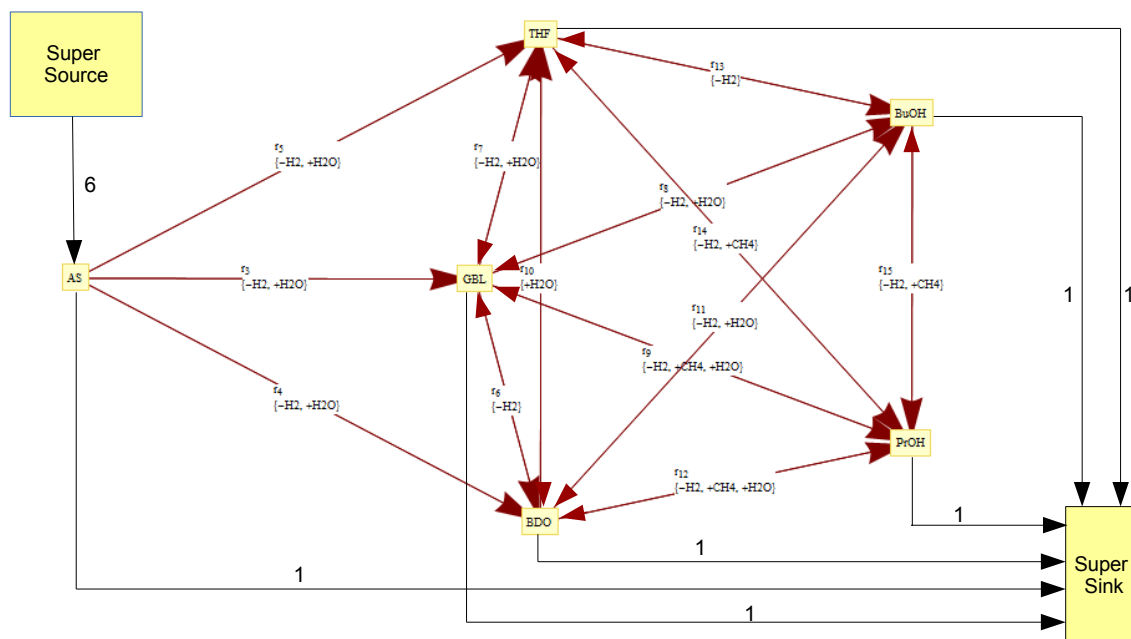 Super
Source
THF
r13
{−H2}
BuOH
r5
{−H2, +H2O}
r7
{−H2, +H2O}
6
r8
{−H2, +H2O}
r14
{−H2, +CH4}
AS
r3
{−H2, +H2O}
GBL
r10
{+H2O}
r15
{−H2, +CH4}
1
1
r11
{−H2, +H2O}
r9
{−H2, +CH4, +H2O}
r4
{−H2, +H2O}
r6
{−H2}
PrOH
r12
{−H2, +CH4, +H2O}
BDO
1
1
1
1
Super
Sink